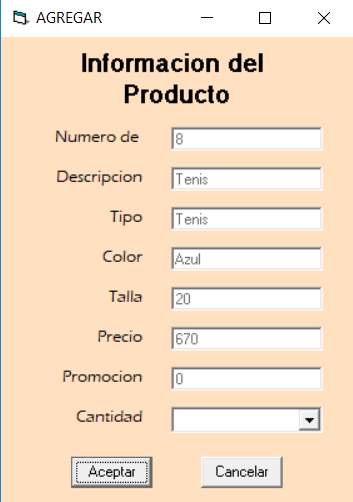 AGREGAR
Informacion del
Producto
Numero de 8
Descripcion Tenis
Tipo Tenis
Color Azul
Talla 20
Precio 670
Promocion 0
Cantidad
Aceptar Cancelar